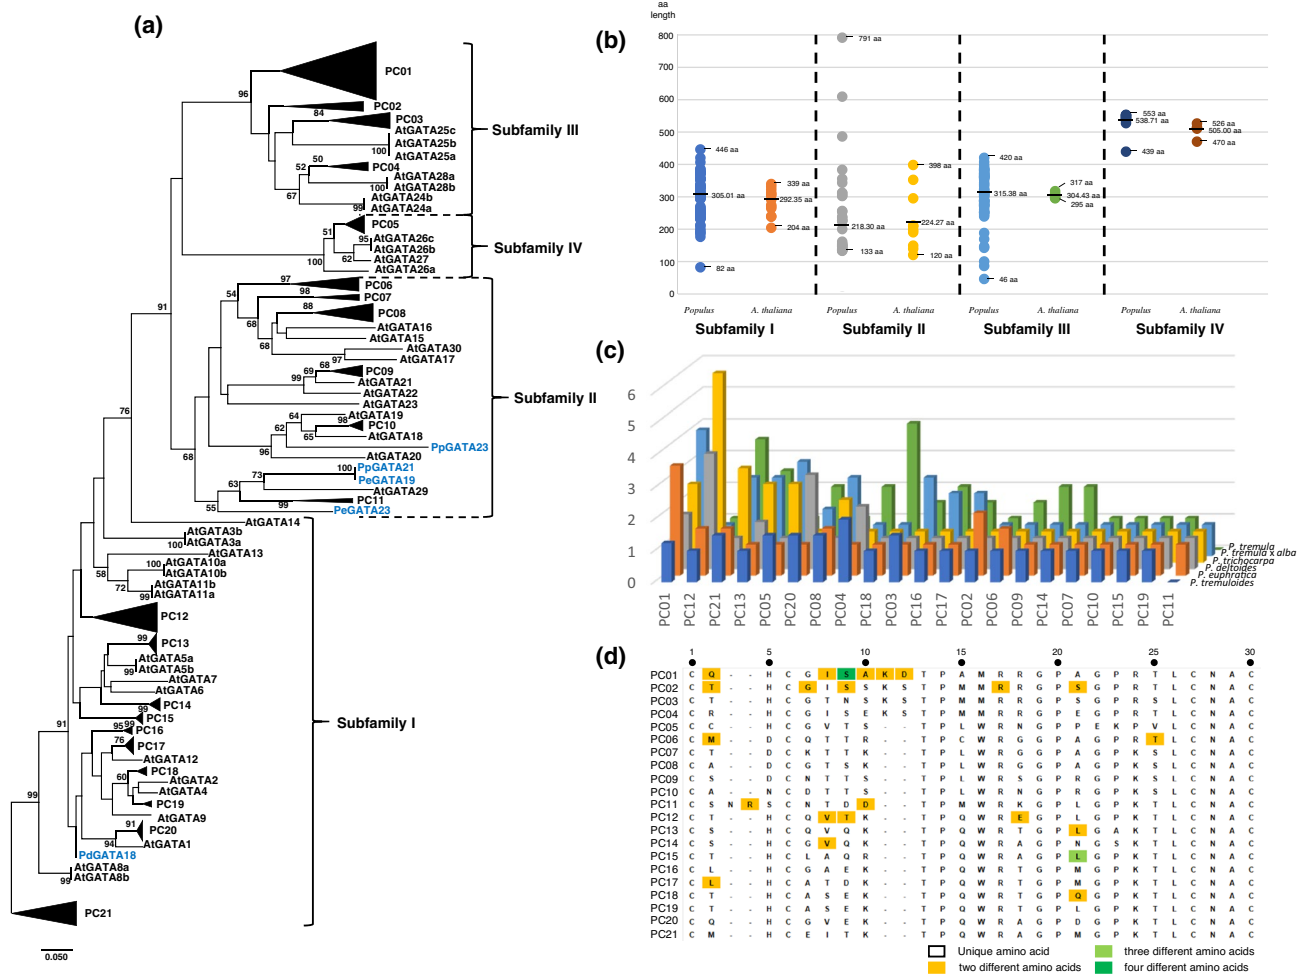 (a)
PC01
96
PC02
84
PC03
AtGATA25c
AtGATA25b
100
AtGATA25a
50
PC04
52
AtGATA28a
100
AtGATA28b
67
AtGATA24b
99
AtGATA24a
Subfamily III
PC05
51
95
AtGATA26c
AtGATA26b
62
AtGATA27
100
AtGATA26a
Subfamily IV
97
PC06
54
98
PC07
88
PC08
68
AtGATA16
AtGATA15
68
AtGATA30
97
AtGATA17
68
69
PC09
99
AtGATA21
AtGATA22
AtGATA23
64
AtGATA19
98
PC10
62
65
AtGATA18
PpGATA23
96
AtGATA20
68
100
PpGATA21
73
PeGATA19
63
AtGATA29
PC11
99
55
PeGATA23
Subfamily II
91
76
AtGATA14
AtGATA3b
100
AtGATA3a
AtGATA13
58
100
AtGATA10a
AtGATA10b
72
AtGATA11b
99
AtGATA11a
PC12
99
PC13
AtGATA5a
99
AtGATA5b
AtGATA7
AtGATA6
99
PC14
99
PC15
91
95
PC16
76
PC17
AtGATA12
60
PC18
AtGATA2
AtGATA4
PC19
AtGATA9
91
PC20
94
AtGATA1
99
PdGATA18
AtGATA8a
99
AtGATA8b
PC21
Subfamily I
0.050
(b)
aa
length
800
700
600
500
400
300
200
100
0
446 aa
305.01 aa
82 aa
339 aa
292.35 aa
204 aa
791 aa
218.30 aa
133 aa
398 aa
224.27 aa
120 aa
420 aa
315.38 aa
46 aa
317 aa
304.43 aa
295 aa
553 aa
538.71 aa
439 aa
526 aa
505.00 aa
470 aa
Populus A. thaliana Populus A. thaliana Populus A. thaliana Populus A. thaliana
Subfamily I Subfamily II Subfamily III Subfamily IV
(c)
6
5
4
3
2
1
0
P. tremula
P. tremula x alba
P. trichocarpa
P. deltoides
P. euphratica
P. tremuloides
PC01 PC12 PC21 PC13 PC05 PC20 PC08 PC04 PC18 PC03 PC16 PC17 PC02 PC06 PC09 PC14 PC07 PC10 PC15 PC19 PC11
(d)
1 5 10 15 20 25 30
PC01 C Q - - H C G I S A K D T P A M R R G P A G P R T L C N A C
PC02 C T - - H C G I S S K S T P M M R R G P S G P R T L C N A C
PC03 C T - - H C G T N S K S T P M M R R G P S G P R S L C N A C
PC04 C R - - H C G I S E K S T P M M R R G P E G P R T L C N A C
PC05 C C - - H C G V T S - - T P L W R N G P P E K P V L C N A C
PC06 C M - - D C Q T T R - - T P C W R G G P A G P R T L C N A C
PC07 C T - - D C K T T K - - T P L W R G G P A G P K S L C N A C
PC08 C A - - D C G T S K - - T P L W R G G P A G P K S L C N A C
PC09 C S - - D C N T T S - - T P L W R S G P R G P K S L C N A C
PC10 C A - - N C D T T S - - T P L W R N G P R G P K S L C N A C
PC11 C S N R S C N T D D - - T P M W R K G P L G P K T L C N A C
PC12 C T - - H C Q V T K - - T P Q W R E G P L G P K T L C N A C
PC13 C S - - H C Q V Q K - - T P Q W R T G P L G A K T L C N A C
PC14 C S - - H C G V Q K - - T P Q W R A G P N G S K T L C N A C
PC15 C T - - H C L A Q R - - T P Q W R A G P L G P K T L C N A C
PC16 C L - - H C G A E K - - T P Q W R T G P M G P K T L C N A C
PC17 C L - - H C A T D K - - T P Q W R T G P M G P K T L C N A C
PC18 C T - - H C A S E K - - T P Q W R T G P Q G P K T L C N A C
PC19 C T - - H C A S E K - - T P Q W R T G P L G P K T L C N A C
PC20 C Q - - H C G V E K - - T P Q W R A G P D G P K T L C N A C
PC21 C M - - H C E I T K - - T P Q W R A G P M G P K T L C N A C
Unique amino acid three different amino acids
two different amino acids four different amino acids